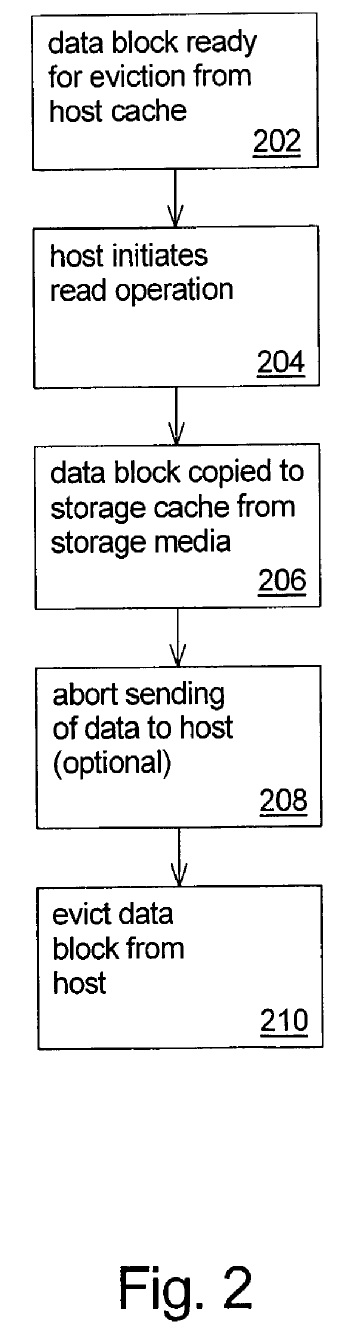 data block ready
for eviction from
host cache
202
host initiates
read operation
204
data block copied to
storage cache from
storage media
206
abort sending
of data to host
(optional)
208
evict data
block from
host
210
Fig. 2